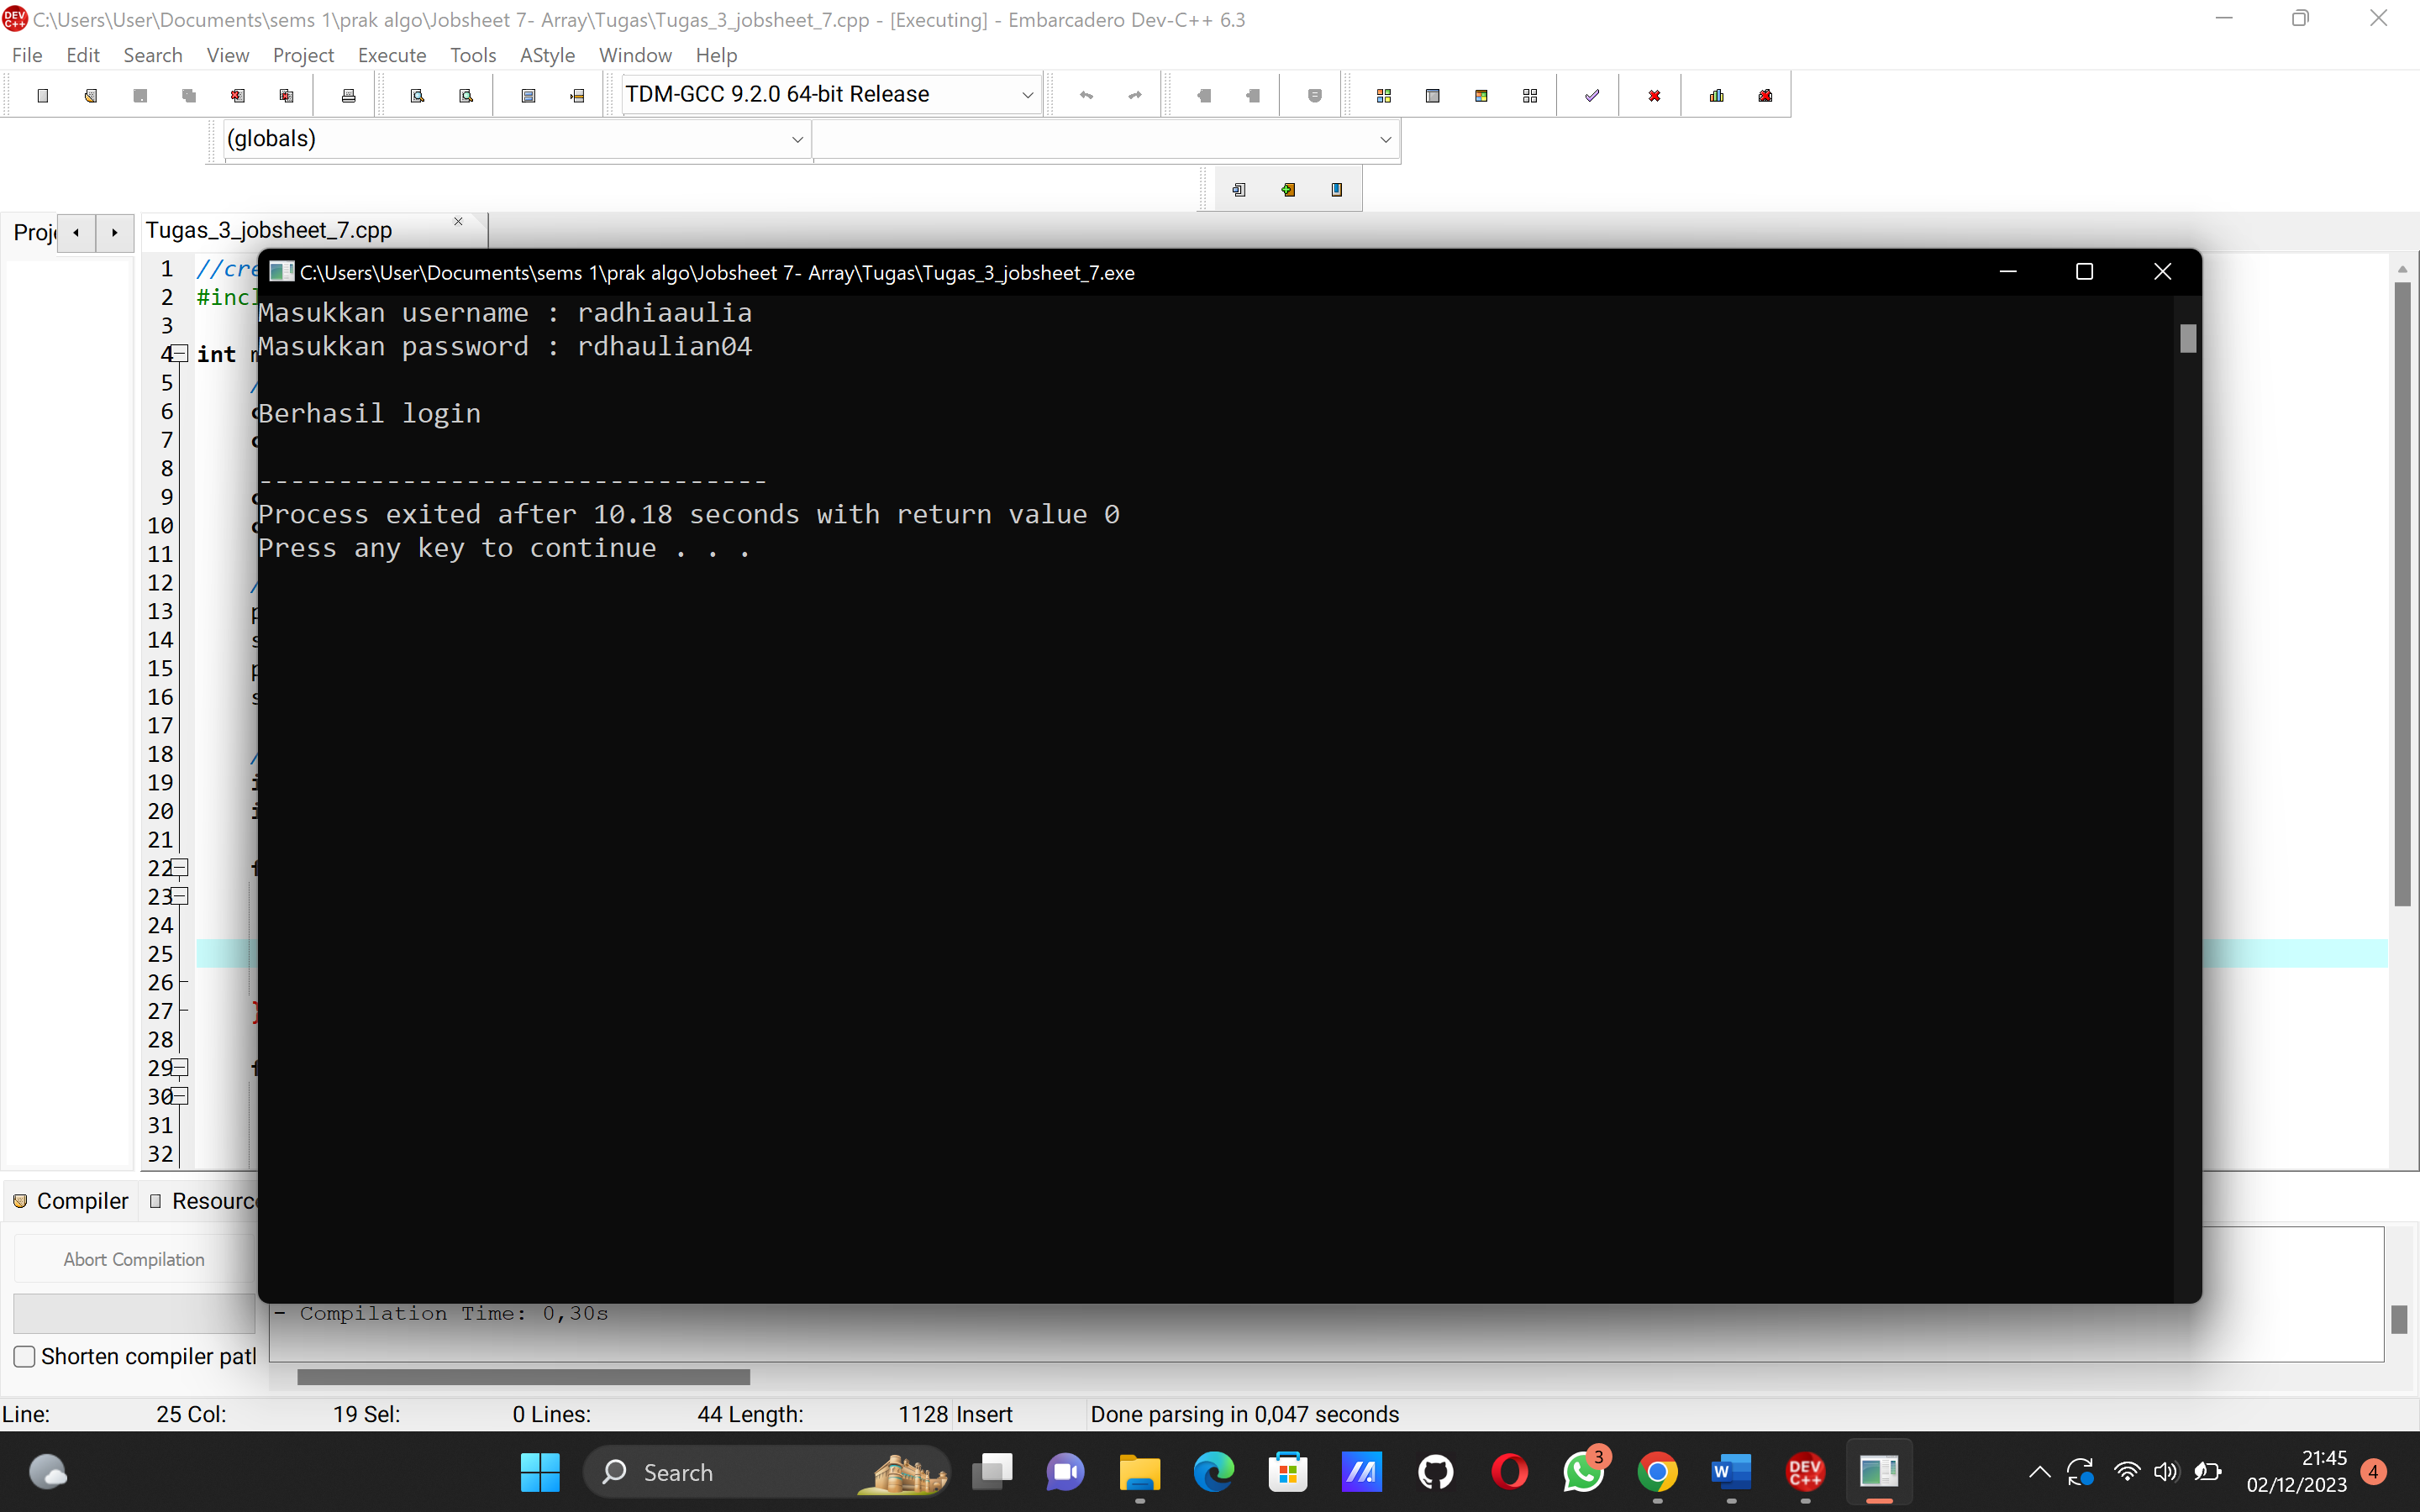 C:\Users\User\Documents\sems 1\prak algo\Jobsheet 7- Array\Tugas\Tugas_3_jobsheet_7.cpp - [Executing] - Embarcadero Dev-C++ 6.3
File Edit Search View Project Execute Tools AStyle Window Help
TDM-GCC 9.2.0 64-bit Release
(globals)
Tugas_3_jobsheet_7.cpp
C:\Users\User\Documents\sems 1\prak algo\Jobsheet 7- Array\Tugas\Tugas_3_jobsheet_7.exe
Masukkan username : radhiaaulia
Masukkan password : rdhaulian04
Berhasil login
--------------------------------
Process exited after 10.18 seconds with return value 0
Press any key to continue . . .
1
2
3
4 int
5
6
7
8
9
10
11
12
13
14
15
16
17
18
19
20
21
22
23
24
25
26
27 }
28
29
30
31
32
Compiler
Abort Compilation
- Compilation Time: 0,30s
Shorten compiler
Line: 25 Col: 19 Sel: 0 Lines: 44 Length: 1128 Insert Done parsing in 0,047 seconds
Search
3
DEV C++
21:45
02/12/2023
4